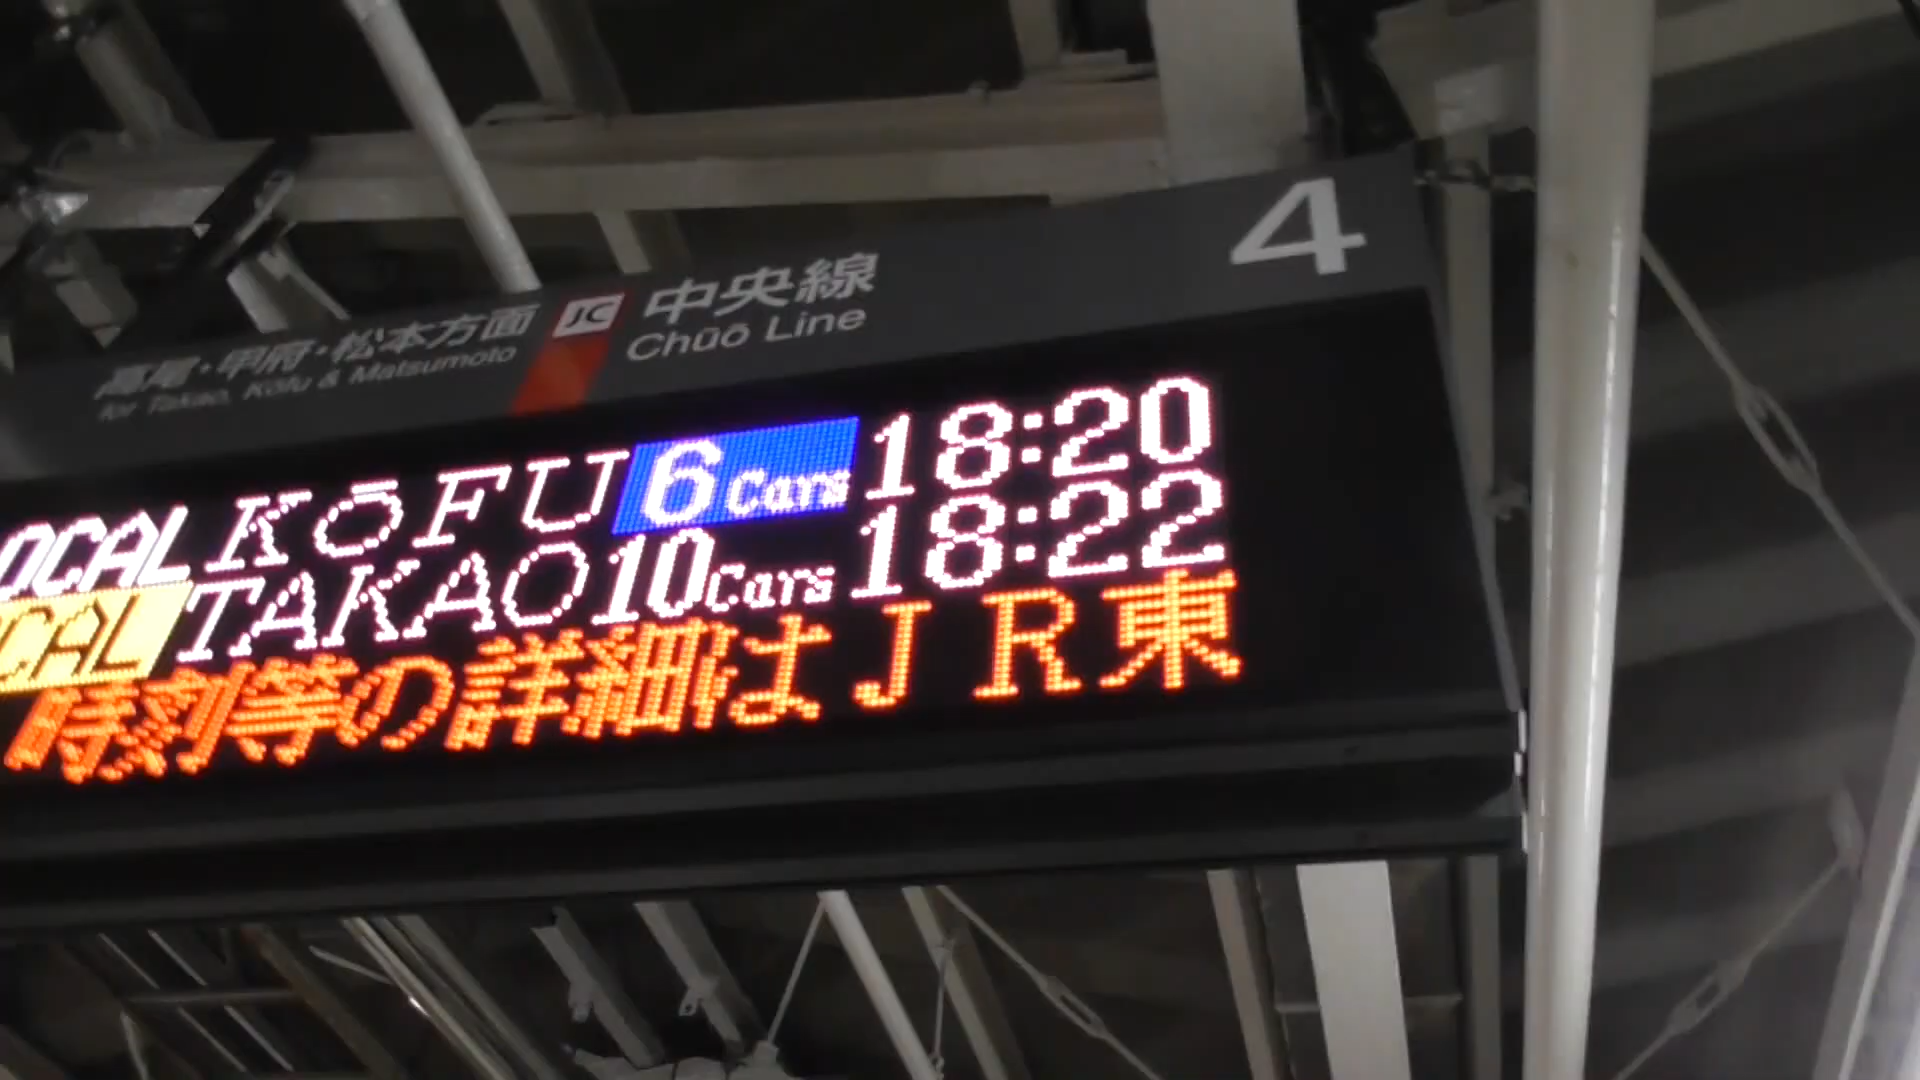 高尾・甲府・松本方面 JC 中央線 4
for Takao, Kōfu & Matsumoto Chūō Line
OCAL KōFU 6 Cars 18:20
CAL TAKAO 10 Cars 18:22
時刻等の詳細はJR東